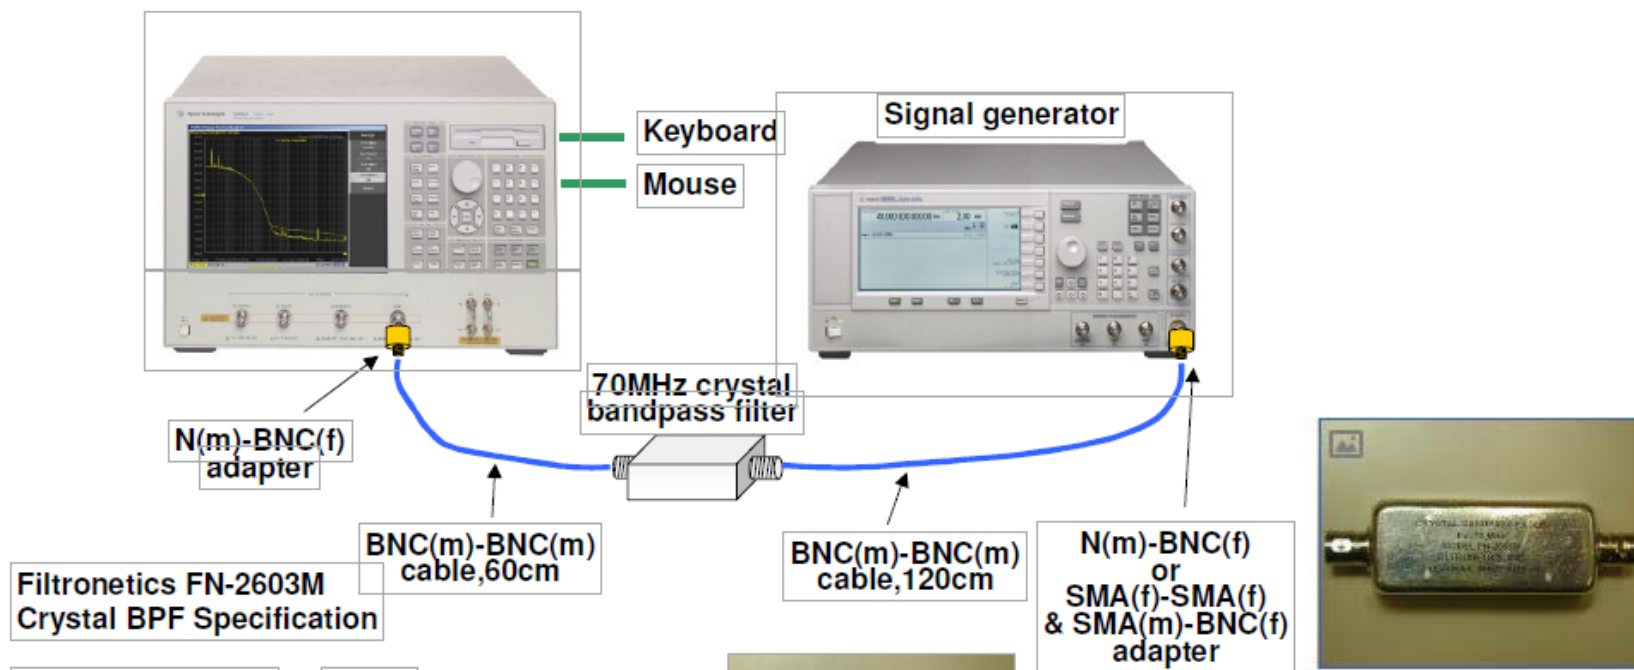 Keyboard
Mouse
Signal generator
70MHz crystal
bandpass filter
N(m)-BNC(f)
adapter
BNC(m)-BNC(m)
cable,60cm
BNC(m)-BNC(m)
cable,120cm
N(m)-BNC(f)
or
SMA(f)-SMA(f)
& SMA(m)-BNC(f)
adapter
Filtronetics FN-2603M
Crystal BPF Specification